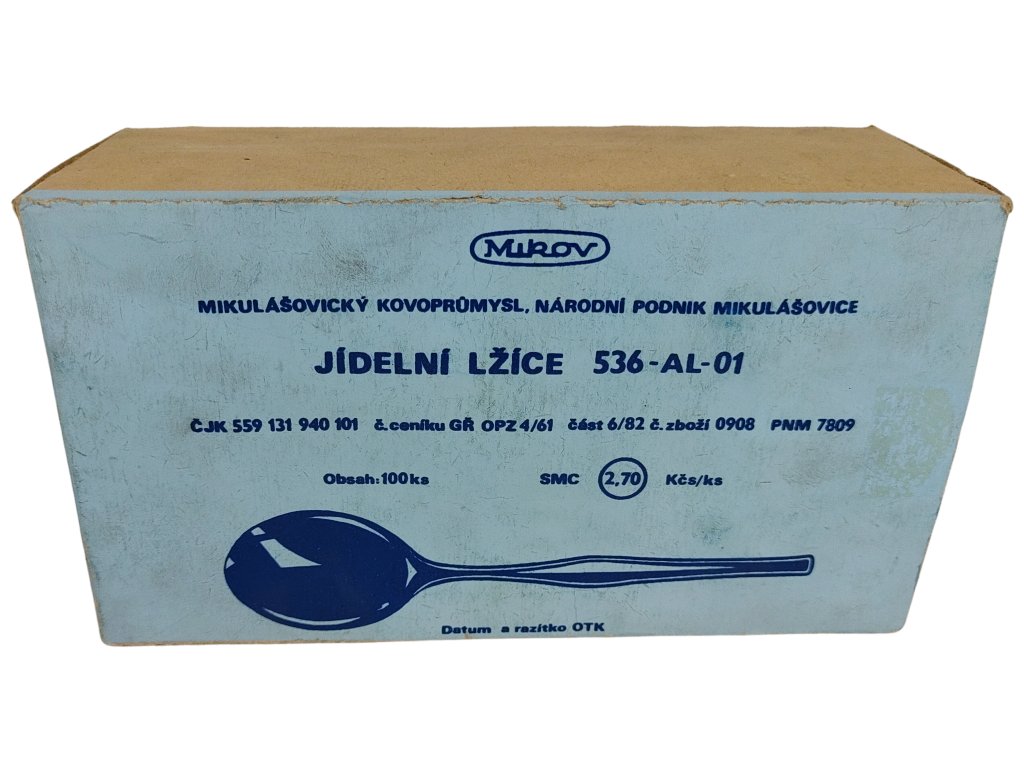 MIKOV
MIKULÁŠOVICKÝ KOVOPRŮMYSL, NÁRODNÍ PODNIK MIKULÁŠOVICE
JÍDELNÍ LŽÍCE 536-AL-01
ČJK 559 131 940 101 č.ceníku GŘ OPZ 4/61 část 6/82 č.zboží 0908 PNM 7809
Obsah: 100 ks SMC 2,70 Kčs/ks
Datum a razítko OTK